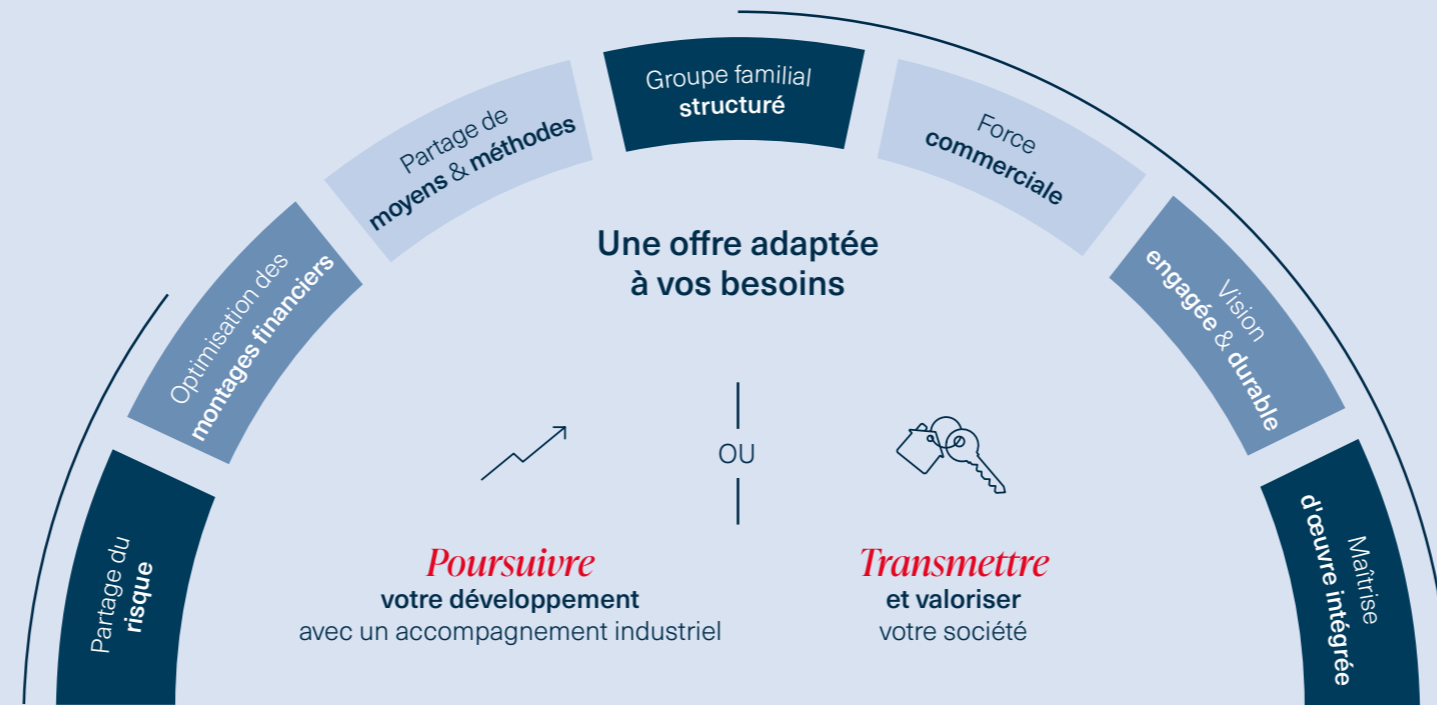 Partage du
risque
Optimisation des
montages financiers
Partage de
moyens & méthodes
Groupe familial
structuré
Force
commerciale
Vision
engagée & durable
Maîtrise
d'œuvre intégrée
Une offre adaptée
à vos besoins
OU
Poursuivre
votre développement
avec un accompagnement industriel
Transmettre
et valoriser
votre société